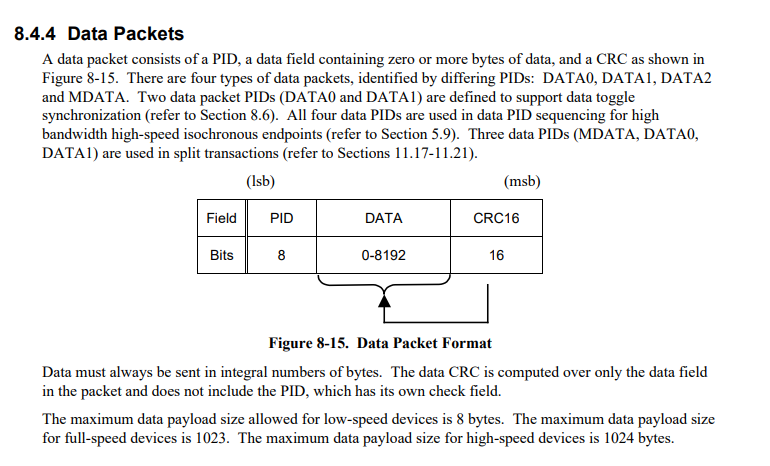 8.4.4 Data Packets
A data packet consists of a PID, a data field containing zero or more bytes of data, and a CRC as shown in
Figure 8-15. There are four types of data packets, identified by differing PIDs: DATA0, DATA1, DATA2
and MDATA. Two data packet PIDs (DATA0 and DATA1) are defined to support data toggle
synchronization (refer to Section 8.6). All four data PIDs are used in data PID sequencing for high
bandwidth high-speed isochronous endpoints (refer to Section 5.9). Three data PIDs (MDATA, DATA0,
DATA1) are used in split transactions (refer to Sections 11.17-11.21).
(lsb) (msb)
Field PID DATA CRC16
Bits 8 0-8192 16
Figure 8-15. Data Packet Format
Data must always be sent in integral numbers of bytes. The data CRC is computed over only the data field
in the packet and does not include the PID, which has its own check field.
The maximum data payload size allowed for low-speed devices is 8 bytes. The maximum data payload size
for full-speed devices is 1023. The maximum data payload size for high-speed devices is 1024 bytes.